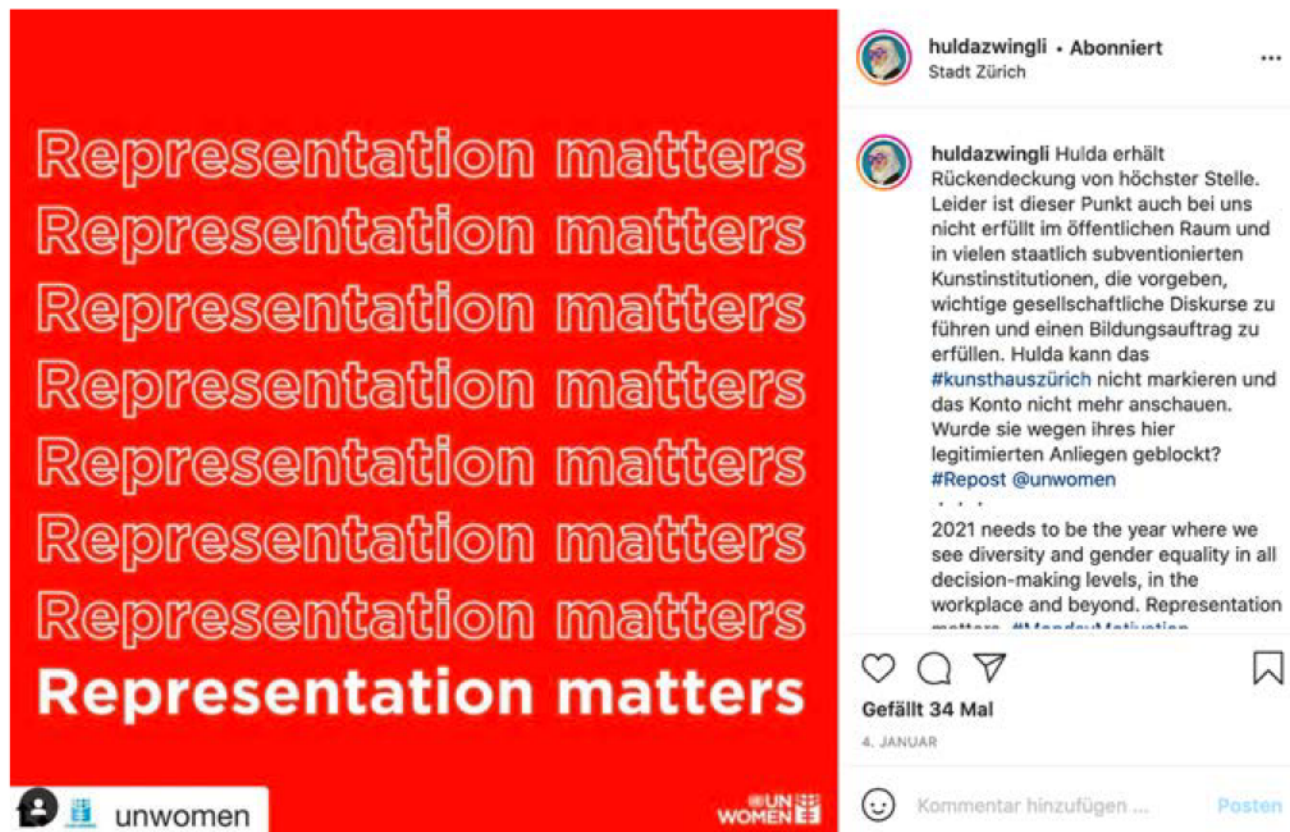 Representation matters
Representation matters
Representation matters
Representation matters
Representation matters
Representation matters
Representation matters
Representation matters
unwomen
UN
WOMEN
huldazwingli • Abonniert
Stadt Zürich
huldazwingli Hulda erhält
Rückendeckung von höchster Stelle.
Leider ist dieser Punkt auch bei uns
nicht erfüllt im öffentlichen Raum und
in vielen staatlich subventionierten
Kunstinstitutionen, die vorgeben,
wichtige gesellschaftliche Diskurse zu
führen und einen Bildungsauftrag zu
erfüllen. Hulda kann das
#kunsthauszürich nicht markieren und
das Konto nicht mehr anschauen.
Wurde sie wegen ihres hier
legitimierten Anliegen geblockt?
#Repost @unwomen
. . .
2021 needs to be the year where we
see diversity and gender equality in all
decision-making levels, in the
workplace and beyond. Representation
matters. #MondayMotivation
Gefällt 34 Mal
4. JANUAR
Kommentar hinzufügen ...
Posten